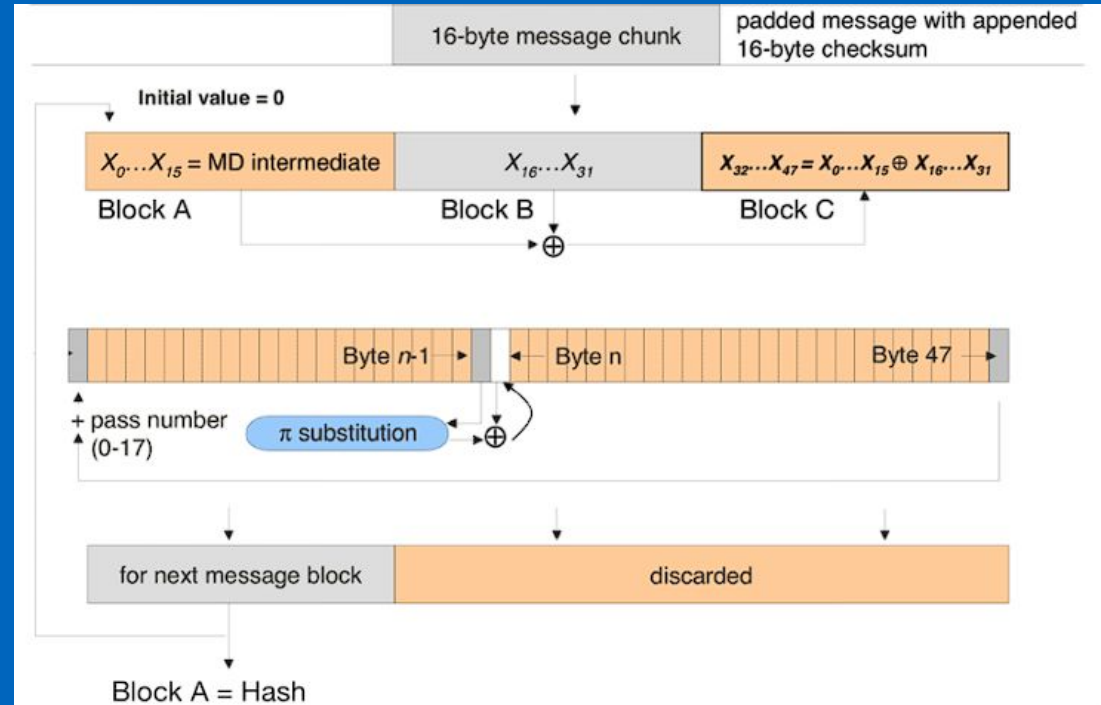 16-byte message chunk
padded message with appended
16-byte checksum
Initial value = 0
X₀...X₁₅ = MD intermediate
X₁₆...X₃₁
X₃₂...X₄₇ = X₀...X₁₅ ⊕ X₁₆...X₃₁
Block A
Block B
Block C
⊕
Byte n-1
Byte n
Byte 47
+ pass number
(0-17)
π substitution
⊕
for next message block
discarded
Block A = Hash